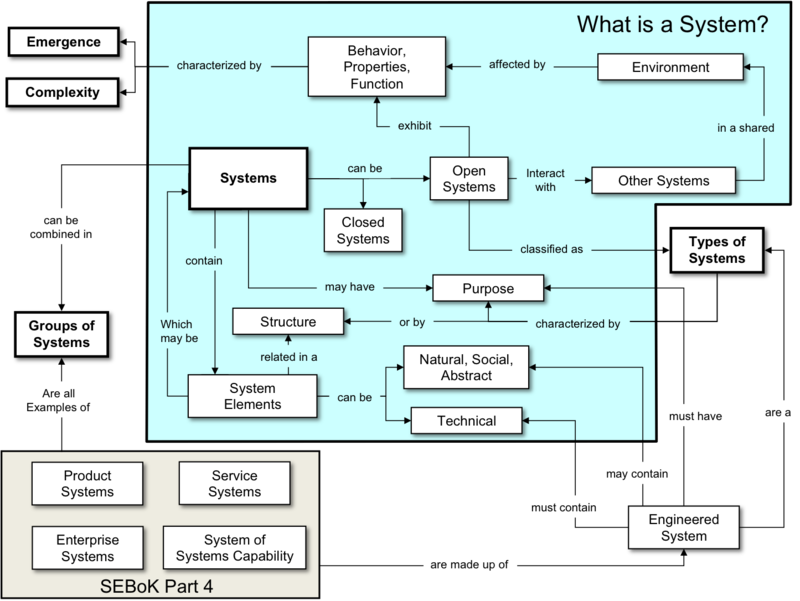 What is a System?
Emergence
Complexity
characterized by
Behavior,
Properties,
Function
affected by
Environment
exhibit
in a shared
Systems
can be
Open
Systems
Interact
with
Other Systems
Closed
Systems
can be
combined in
contain
classified as
Types of
Systems
may have
Purpose
Groups of
Systems
Which
may be
Structure
or by
characterized by
related in a
Natural, Social,
Abstract
System
Elements
can be
Technical
Are all
Examples of
must have
are a
may contain
must contain
Product
Systems
Service
Systems
Enterprise
Systems
System of
Systems Capability
Engineered
System
are made up of
SEBoK Part 4